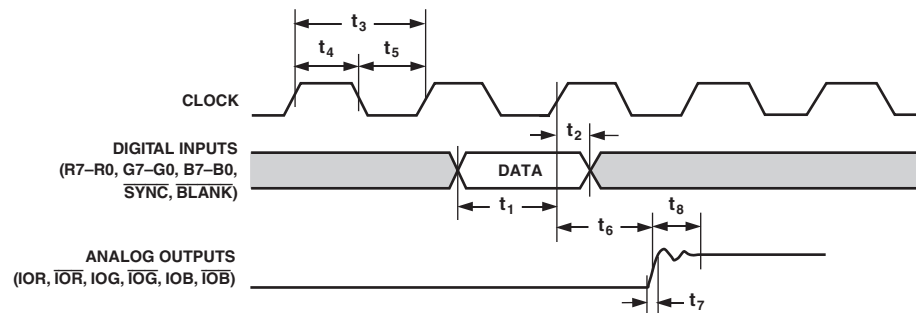 t3
t4
t5
CLOCK
t2
DIGITAL INPUTS
(R7–R0, G7–G0, B7–B0,
SYNC, BLANK)
DATA
t1
t6
t8
ANALOG OUTPUTS
(IOR, IOR, IOG, IOG, IOB, IOB)
t7